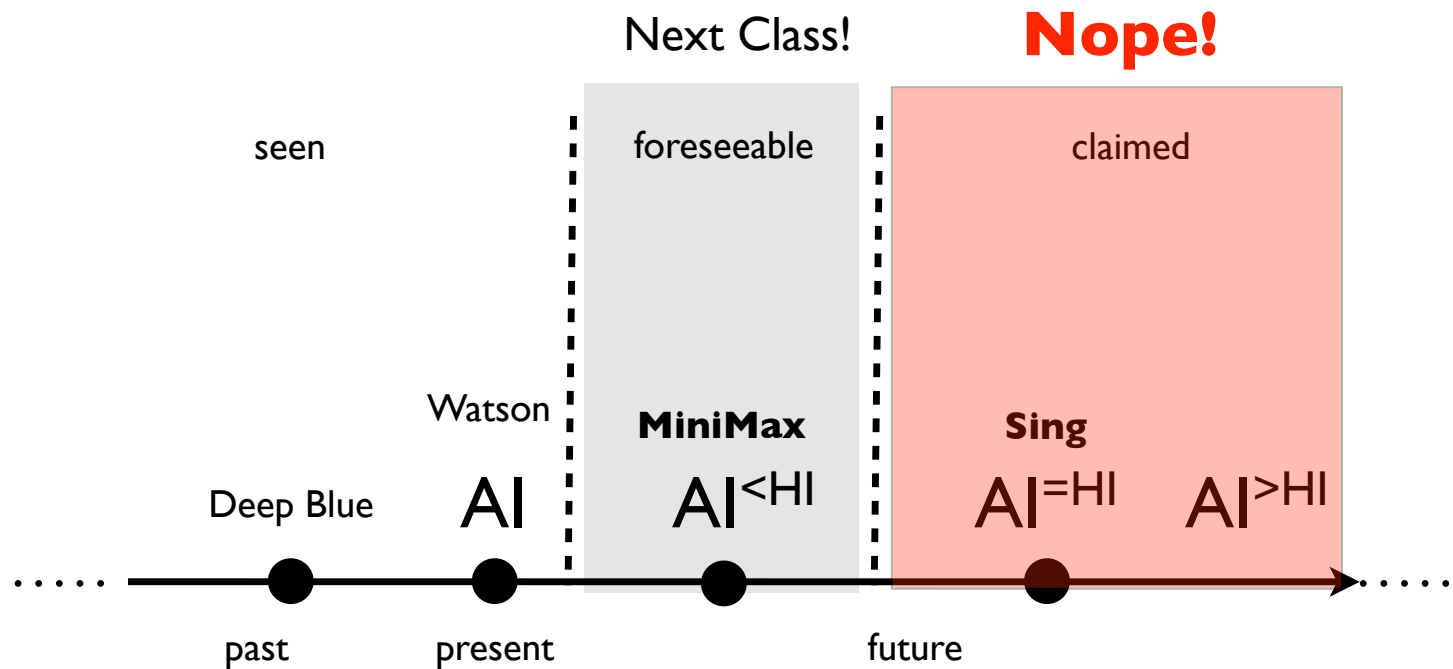 Next Class!
Nope!
seen
foreseeable
claimed
Watson
MiniMax
Sing
Deep Blue
AI
AI<HI
AI=HI
AI>HI
past
present
future